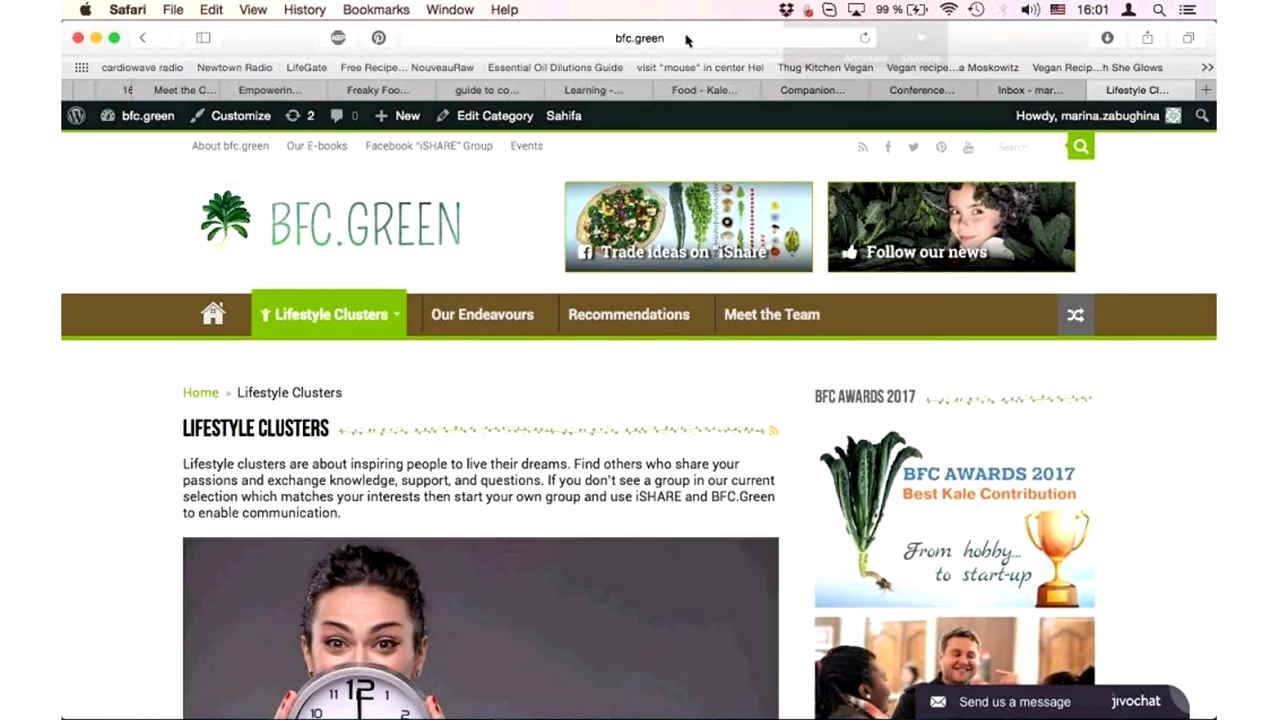 Safari File Edit View History Bookmarks Window Help 99 % 16:01
bfc.green
cardiowave radio Newtown Radio LifeGate Free Recipe... NouveauRaw Essential Oil Dilutions Guide visit "mouse" in center Hel Thug Kitchen Vegan Vegan recipe...a Moskowitz Vegan Recip...h She Glows >>
Meet the C... Empowerin... Freaky Foo... guide to co... Learning -... Food - Kale... Companion... Conference... Inbox - mar... Lifestyle Cl... +
bfc.green Customize 2 0 + New Edit Category Sahifa Howdy, marina.zabughina
About bfc.green Our E-books Facebook "iSHARE" Group Events Search
BFC.GREEN
Trade ideas on "iShare"
Follow our news
Lifestyle Clusters Our Endeavours Recommendations Meet the Team
Home » Lifestyle Clusters
LIFESTYLE CLUSTERS
Lifestyle clusters are about inspiring people to live their dreams. Find others who share your
passions and exchange knowledge, support, and questions. If you don't see a group in our current
selection which matches your interests then start your own group and use iSHARE and BFC.Green
to enable communication.
11 12 1
10 2
BFC AWARDS 2017
BFC AWARDS 2017
Best Kale Contribution
From hobby...
to start-up
Send us a message jivochat